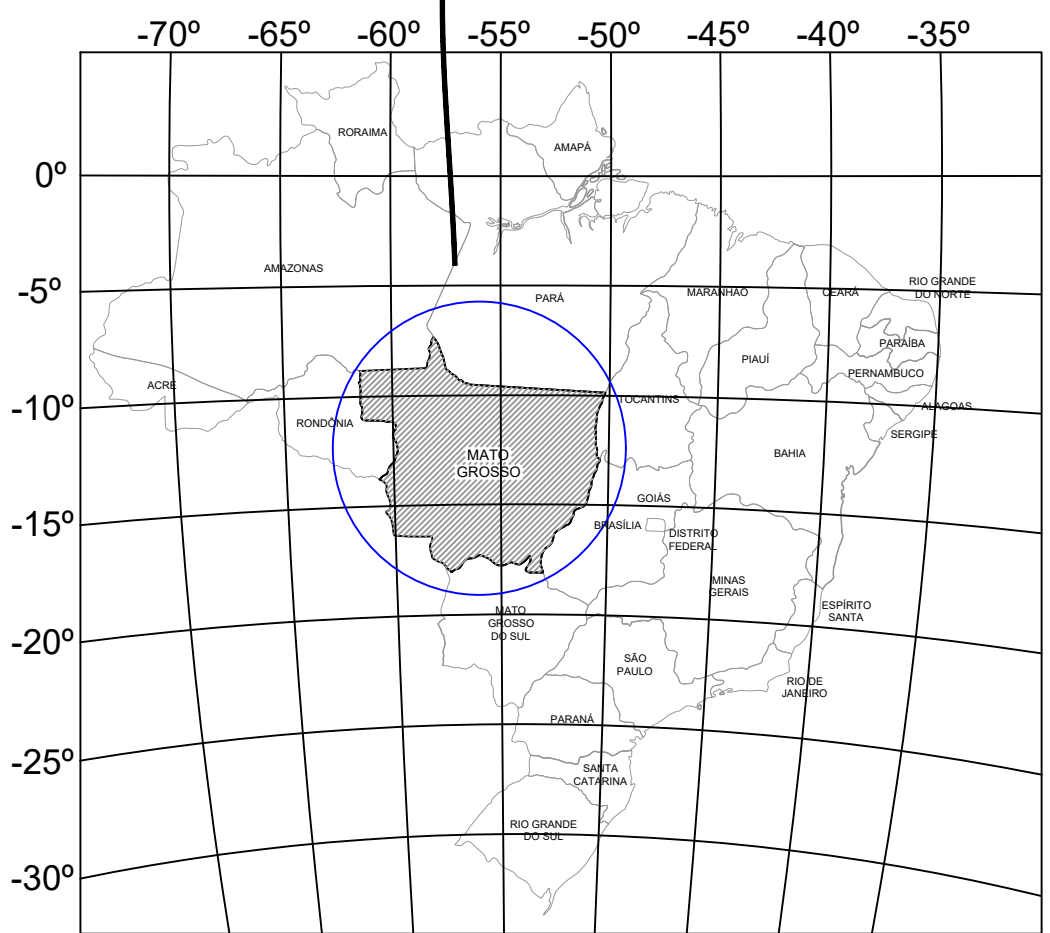 -70º -65º -60º -55º -50º -45º -40º -35º
RORAIMA
AMAPÁ
0º
AMAZONAS
-5º
PARÁ
MARANHÃO
CEARÁ
RIO GRANDE
DO NORTE
PARAÍBA
PIAUÍ
PERNAMBUCO
ACRE
-10º
TOCANTINS
ALAGOAS
RONDÔNIA
SERGIPE
MATO
GROSSO
BAHIA
GOIÁS
-15º
BRASÍLIA
DISTRITO
FEDERAL
MINAS
GERAIS
MATO
GROSSO
DO SUL
ESPÍRITO
SANTA
-20º
SÃO
PAULO
RIO DE
JANEIRO
PARANÁ
-25º
SANTA
CATARINA
RIO GRANDE
DO SUL
-30º